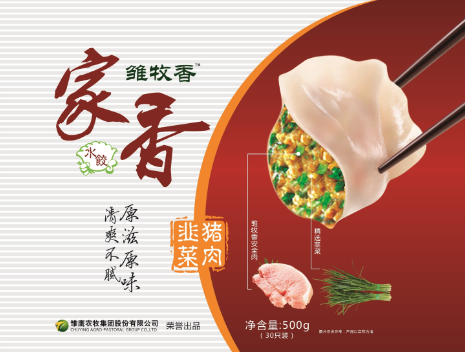 雏牧香™
家香
水餃
原滋原味
清爽不腻
猪肉
韭菜
雏牧香安全肉
精选韭菜
雏鹰农牧集团股份有限公司
CHUYING AGRO-PASTORAL GROUP CO.,LTD
荣誉出品
净含量:500g
(30只装)